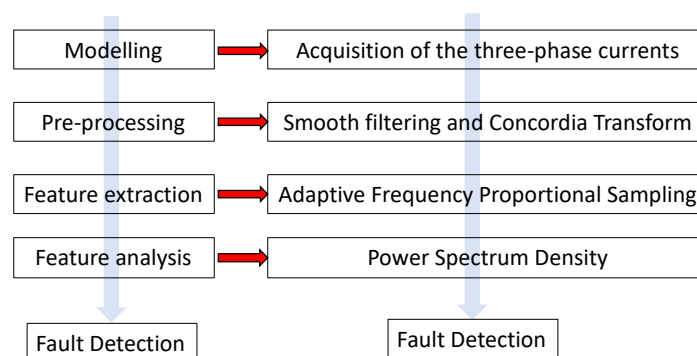 Modelling
Acquisition of the three-phase currents
Pre-processing
Smooth filtering and Concordia Transform
Feature extraction
Adaptive Frequency Proportional Sampling
Feature analysis
Power Spectrum Density
Fault Detection
Fault Detection